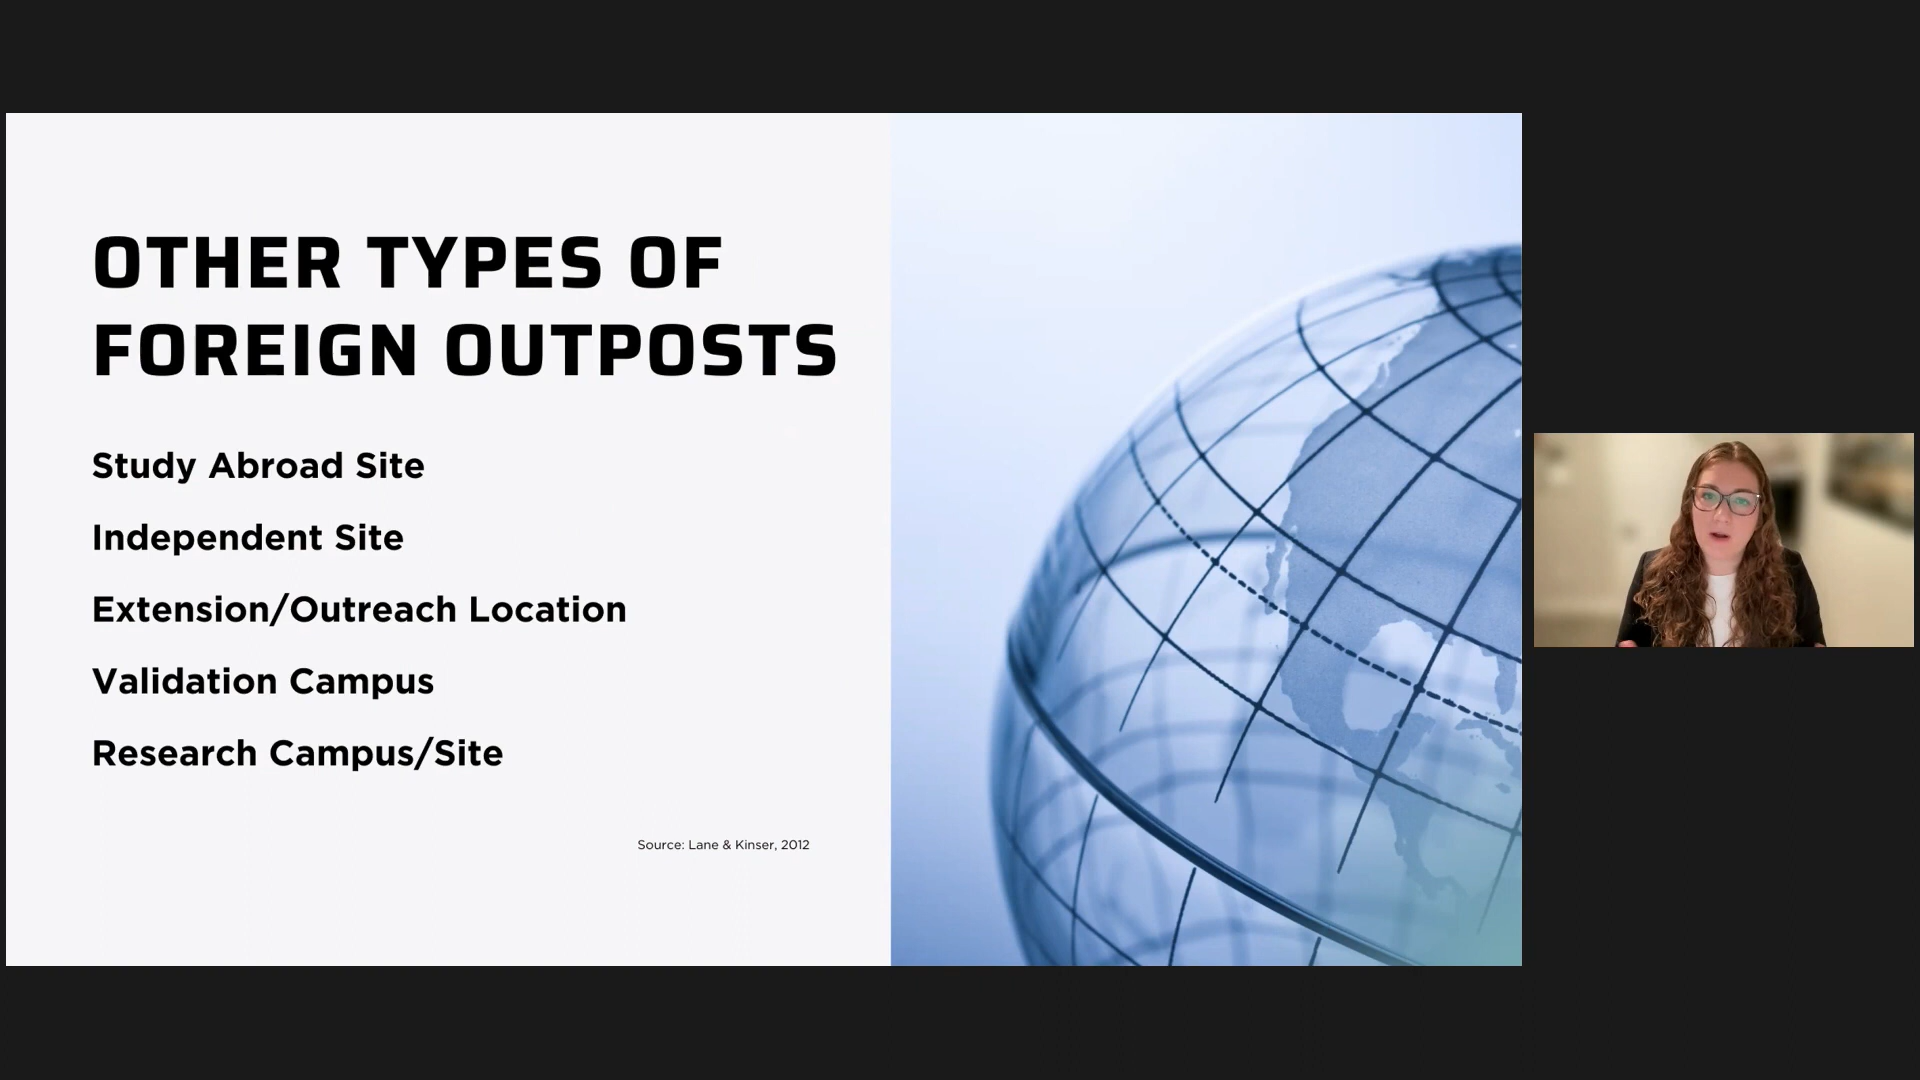 OTHER TYPES OF
FOREIGN OUTPOSTS
Study Abroad Site
Independent Site
Extension/Outreach Location
Validation Campus
Research Campus/Site
Source: Lane & Kinser, 2012